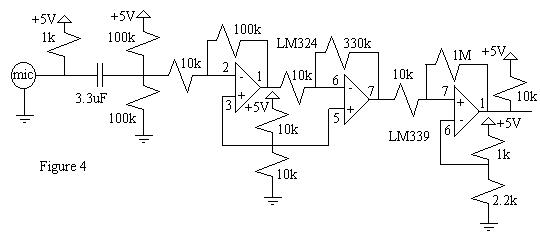 +5V
1k
mic
3.3uF
+5V
100k
100k
10k
100k
2
-
3
+
1
LM324
+5V
10k
10k
10k
330k
6
-
5
+
7
10k
1M
7
+
6
-
1
LM339
+5V
10k
+5V
1k
2.2k
Figure 4